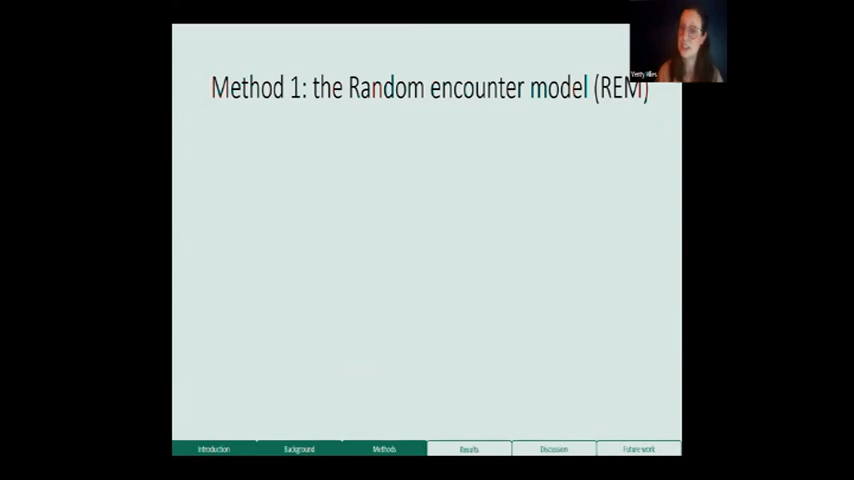 Method 1: the Random encounter model (REM)
Introduction
Background
Methods
Results
Discussion
Future work